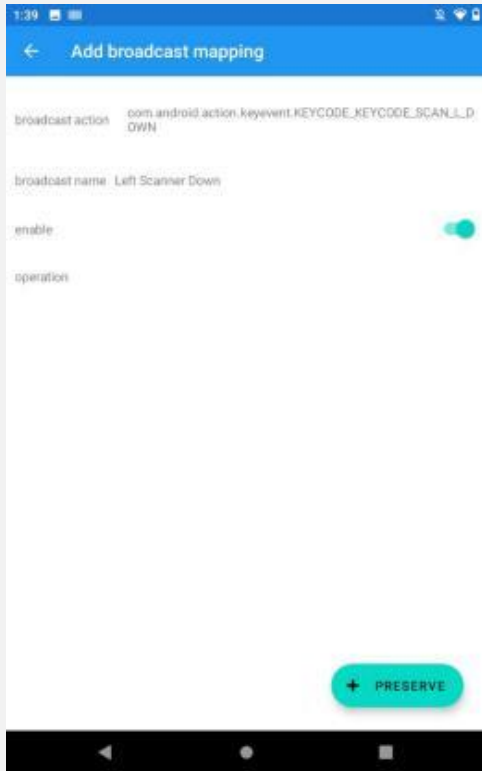 1:39
Add broadcast mapping
broadcast action
com.android.action.keyevent.KEYCODE_KEYCODE_SCAN_L_D
OWN
broadcast name Left Scanner Down
enable
operation
+ PRESERVE